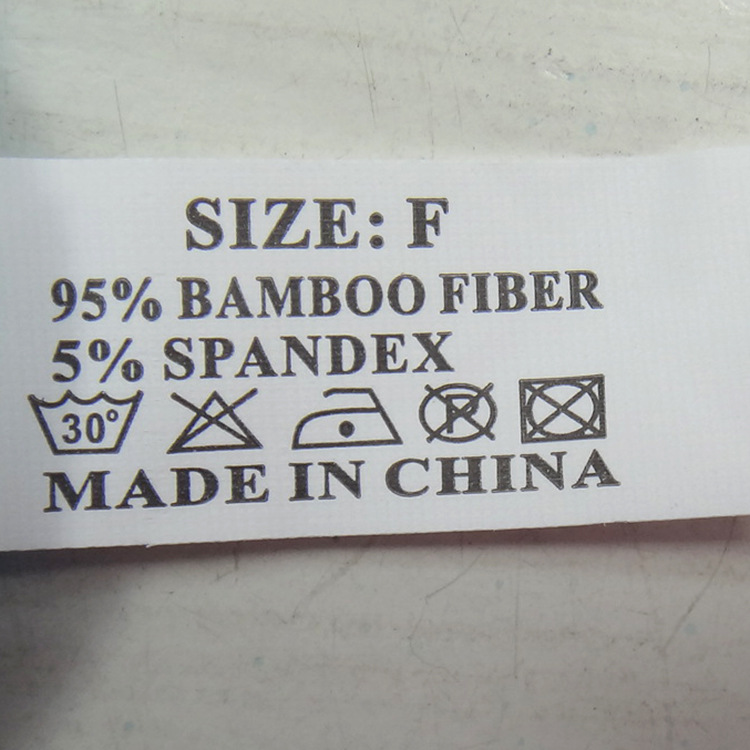 SIZE: F
95% BAMBOO FIBER
5% SPANDEX
30° P
MADE IN CHINA